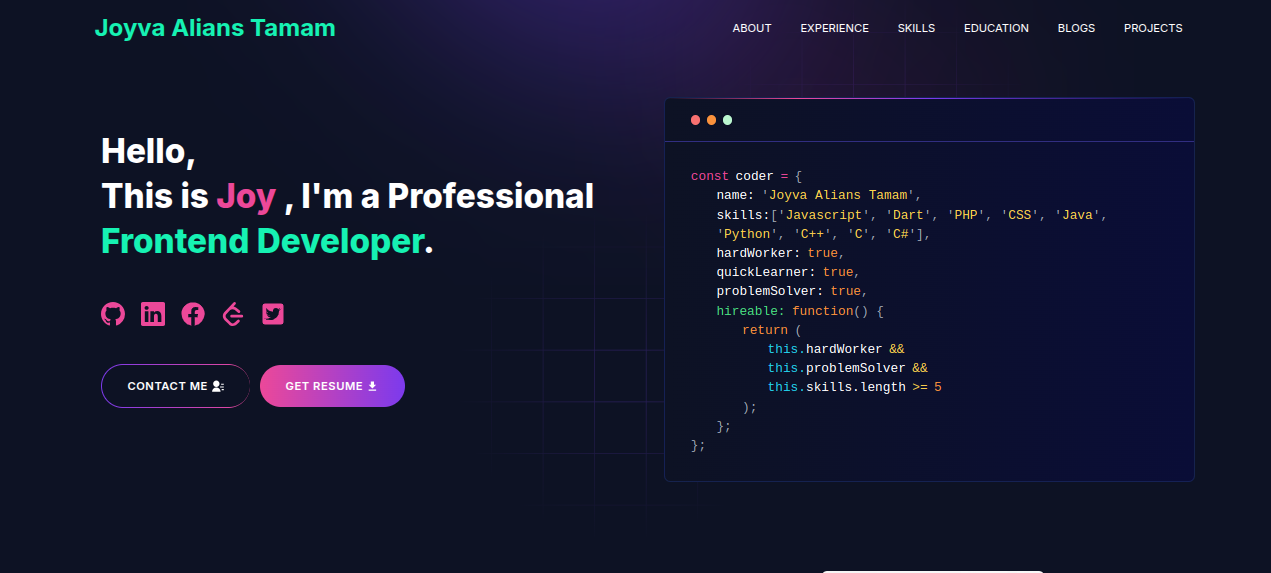 Joyva Alians Tamam
ABOUT EXPERIENCE SKILLS EDUCATION BLOGS PROJECTS
Hello,
This is Joy , I'm a Professional
Frontend Developer.
CONTACT ME GET RESUME
const coder = {
name: 'Joyva Alians Tamam',
skills:['Javascript', 'Dart', 'PHP', 'CSS', 'Java',
'Python', 'C++', 'C', 'C#'],
hardWorker: true,
quickLearner: true,
problemSolver: true,
hireable: function() {
return (
this.hardWorker &&
this.problemSolver &&
this.skills.length >= 5
);
};
};